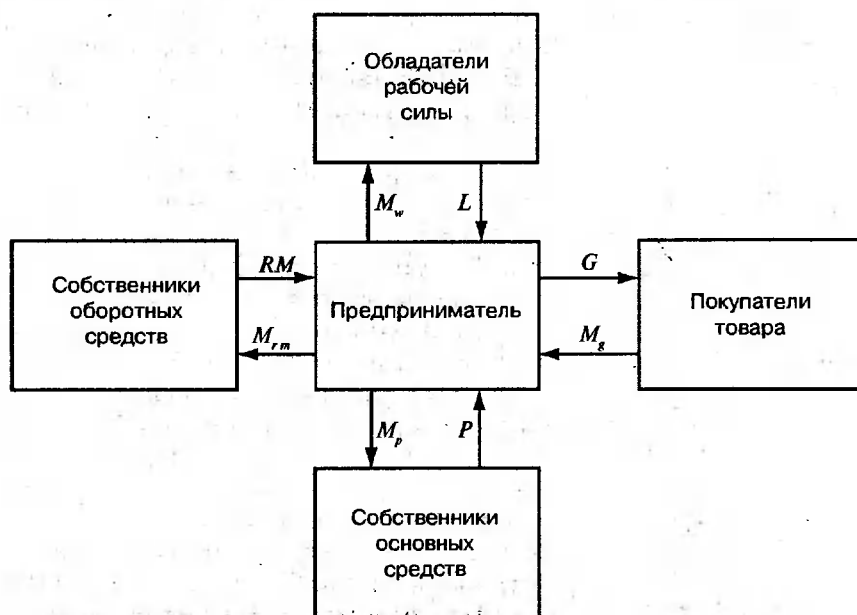 Обладатели
рабочей
силы
M_w
L
Собственники
оборотных
средств
RM
M_rm
Предприниматель
G
M_g
Покупатели
товара
M_p
P
Собственники
основных
средств